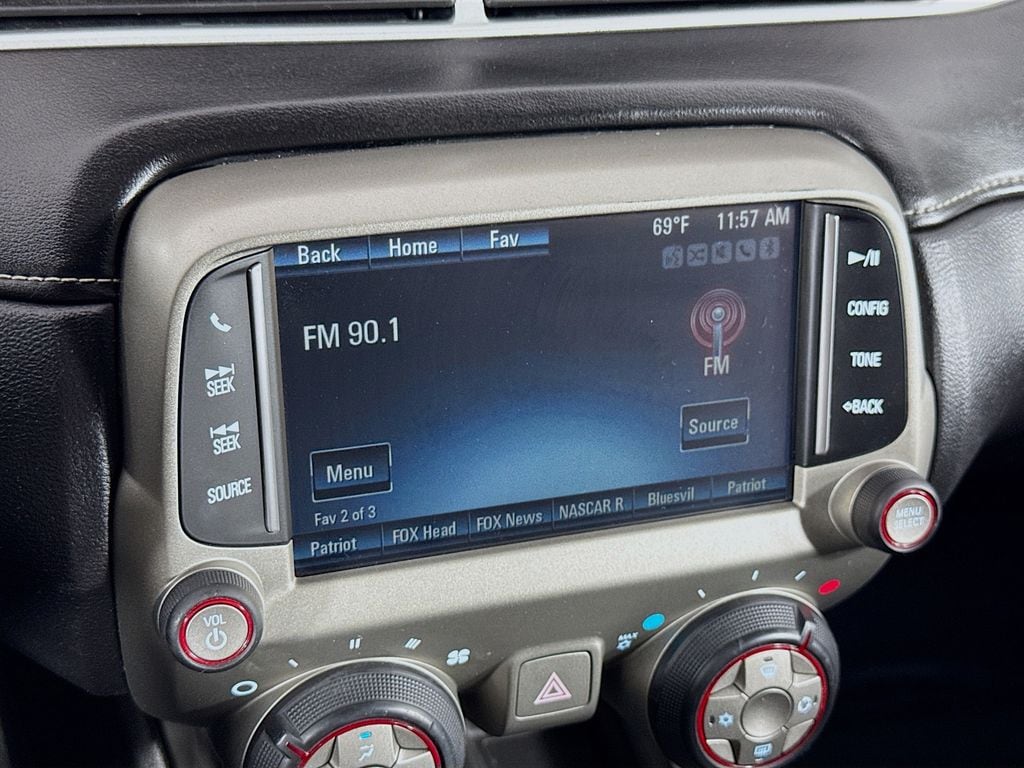 Back Home Fav 69°F 11:57 AM
FM 90.1
FM
Menu
Source
Fav 2 of 3
Patriot FOX Head FOX News NASCAR R Bluesvil Patriot
SEEK
SEEK
SOURCE
CONFIG
TONE
BACK
VOL
MENU
SELECT
MAX